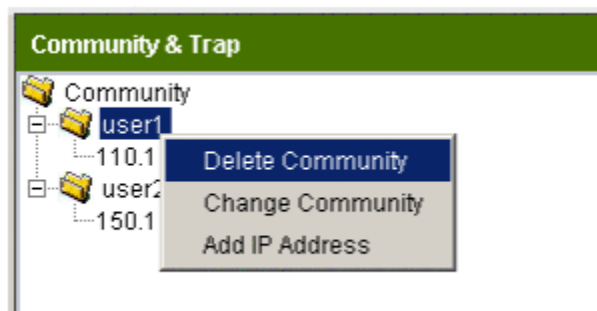 Community & Trap
Community
user1
110.1
Delete Community
user2
Change Community
150.1
Add IP Address